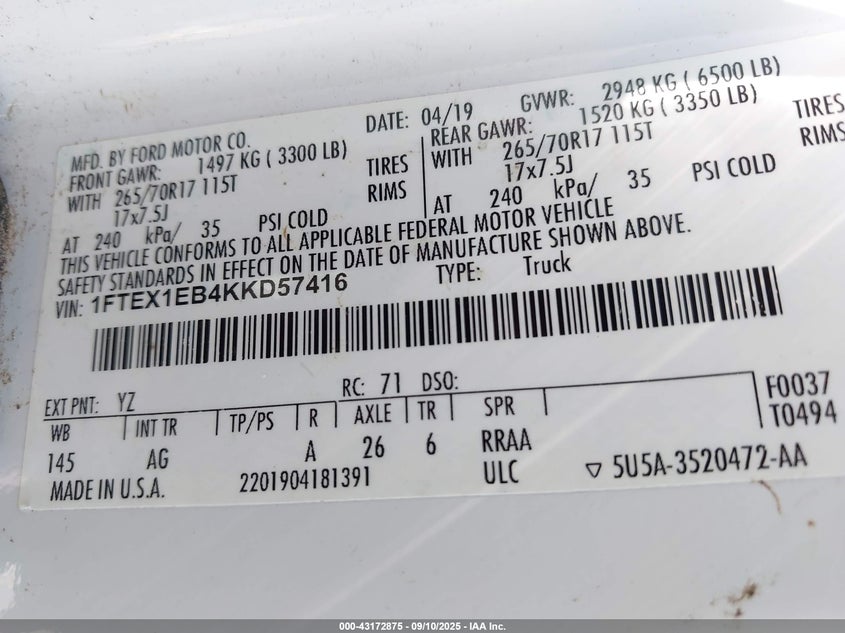 MFD. BY FORD MOTOR CO.
DATE: 04/19 GVWR: 2948 KG ( 6500 LB)
FRONT GAWR: 1497 KG ( 3300 LB)
REAR GAWR: 1520 KG ( 3350 LB)
WITH 265/70R17 115T TIRES
WITH 265/70R17 115T TIRES
17x7.5J RIMS
17x7.5J RIMS
AT 240 kPa/ 35 PSI COLD
AT 240 kPa/ 35 PSI COLD
THIS VEHICLE CONFORMS TO ALL APPLICABLE FEDERAL MOTOR VEHICLE
SAFETY STANDARDS IN EFFECT ON THE DATE OF MANUFACTURE SHOWN ABOVE.
VIN: 1FTEX1EB4KKD57416 TYPE: Truck
EXT PNT: YZ RC: 71 DSO: F0037
WB INT TR TP/PS R AXLE TR SPR T0494
145 AG A 26 6 RRAA
MADE IN U.S.A. 2201904181391 ULC ▽ 5U5A-3520472-AA
000-43172875 - 09/10/2025 - IAA Inc.